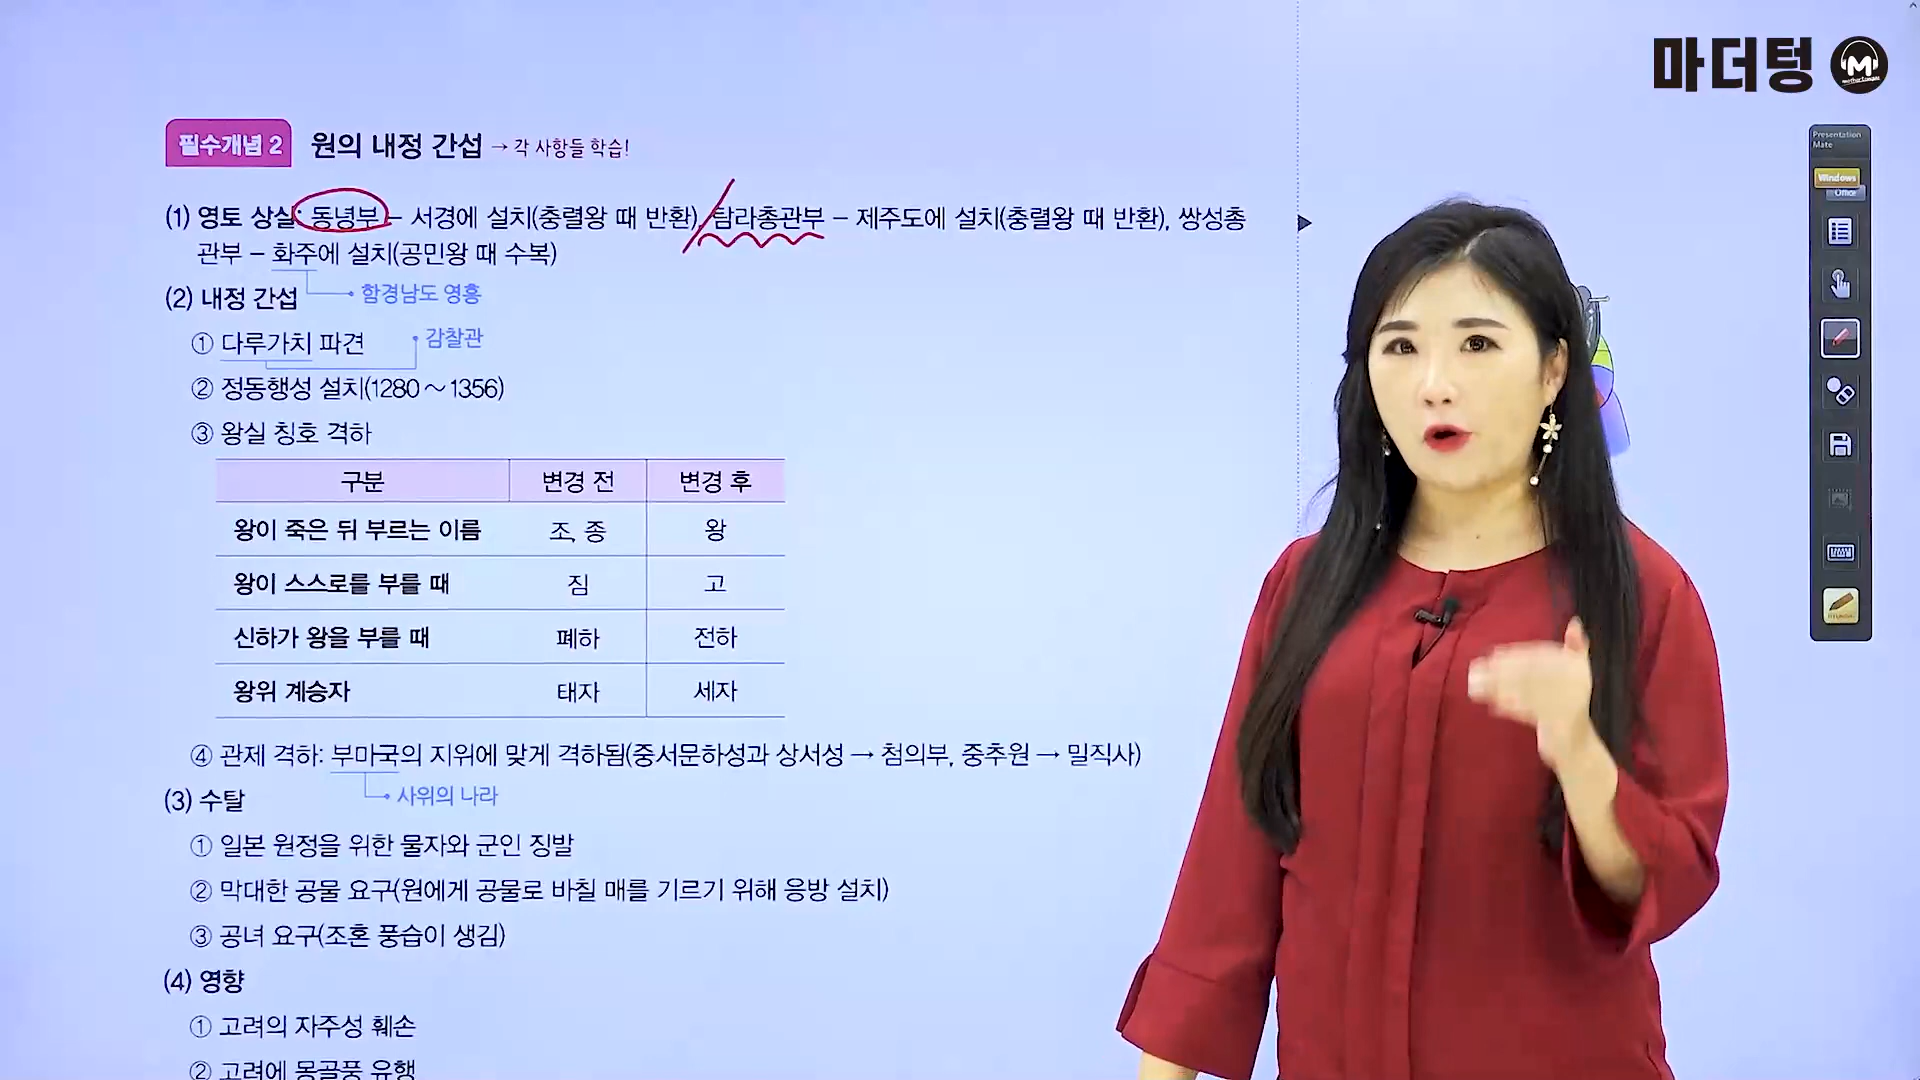 마더텅 M
Presentation Mate
Windows
Office
필수개념 2 원의 내정 간섭 → 각 사항들 학습!
(1) 영토 상실: 동녕부 – 서경에 설치(충렬왕 때 반환), 탐라총관부 – 제주도에 설치(충렬왕 때 반환), 쌍성총
관부 – 화주에 설치(공민왕 때 수복)
함경남도 영흥
(2) 내정 간섭
① 다루가치 파견
감찰관
② 정동행성 설치(1280 ~ 1356)
③ 왕실 칭호 격하
구분 변경 전 변경 후
왕이 죽은 뒤 부르는 이름 조, 종 왕
왕이 스스로를 부를 때 짐 고
신하가 왕을 부를 때 폐하 전하
왕위 계승자 태자 세자
④ 관제 격하: 부마국의 지위에 맞게 격하됨(중서문하성과 상서성 → 첨의부, 중추원 → 밀직사)
사위의 나라
(3) 수탈
① 일본 원정을 위한 물자와 군인 징발
② 막대한 공물 요구(원에게 공물로 바칠 매를 기르기 위해 응방 설치)
③ 공녀 요구(조혼 풍습이 생김)
(4) 영향
① 고려의 자주성 훼손
② 고려에 몽골풍 유행